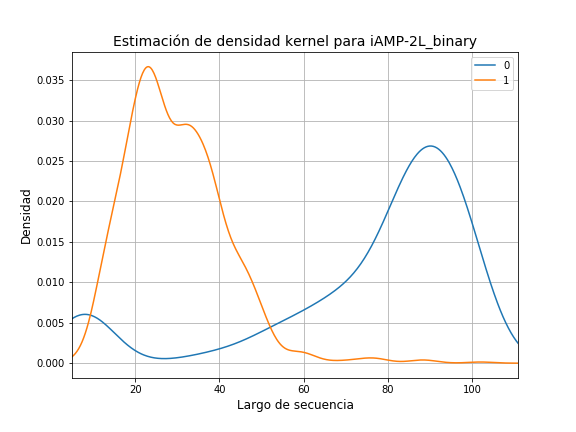 Estimación de densidad kernel para iAMP-2L_binary
0
1
0.035
0.030
0.025
0.020
0.015
0.010
0.005
0.000
Densidad
20 40 60 80 100
Largo de secuencia